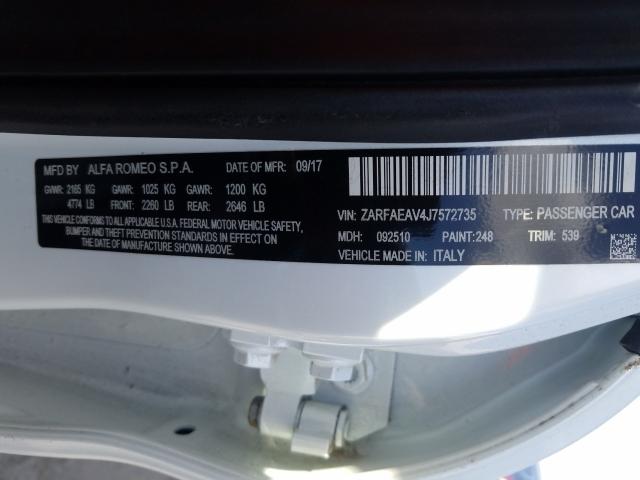 MFD BY ALFA ROMEO S.P.A. DATE OF MFR: 09/17
GVWR: 2165 KG GAWR: 1025 KG GAWR: 1200 KG
4774 LB FRONT: 2260 LB REAR: 2646 LB
THIS VEHICLE CONFORMS TO ALL APPLICABLE U.S.A. FEDERAL MOTOR VEHICLE SAFETY,
BUMPER AND THEFT PREVENTION STANDARDS IN EFFECT ON
THE DATE OF MANUFACTURE SHOWN ABOVE.
VIN: ZARFAEAV4J7572735 TYPE: PASSENGER CAR
MDH: 092510 PAINT:248 TRIM: 539
VEHICLE MADE IN: ITALY